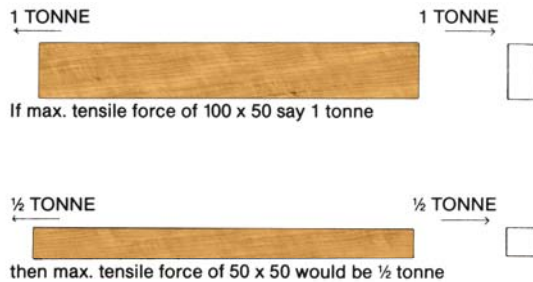 1 TONNE 1 TONNE
If max. tensile force of 100 x 50 say 1 tonne
½ TONNE ½ TONNE
then max. tensile force of 50 x 50 would be ½ tonne